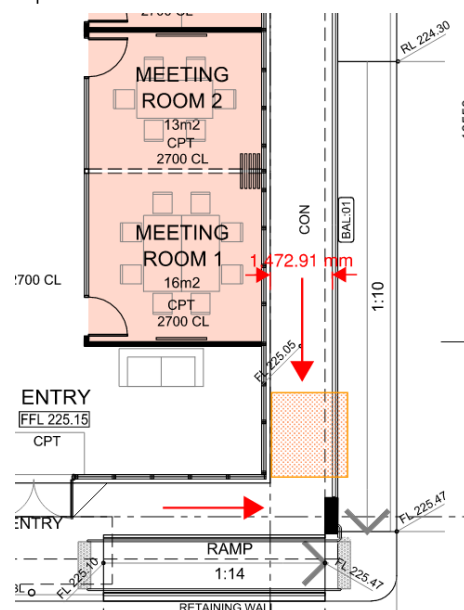 2700 CL
RL 224.30
MEETING
ROOM 2
13m2
CPT
2700 CL
CON
BAL:01
MEETING
ROOM 1
16m2
CPT
2700 CL
2700 CL
1,472.91 mm
1:10
FL 225.05
ENTRY
FFL 225.15
CPT
FL 225.47
ENTRY
RAMP
1:14
FL 225.10
FL 225.47
BL
RETAINING WALL